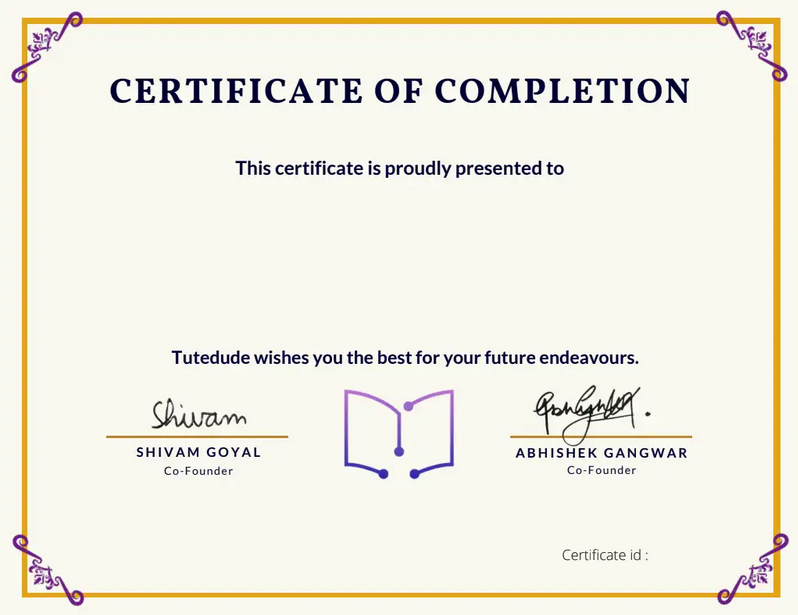 CERTIFICATE OF COMPLETION
This certificate is proudly presented to
Tutedude wishes you the best for your future endeavours.
Shivam
SHIVAM GOYAL
Co-Founder
ABHISHEK GANGWAR
Co-Founder
Certificate id :